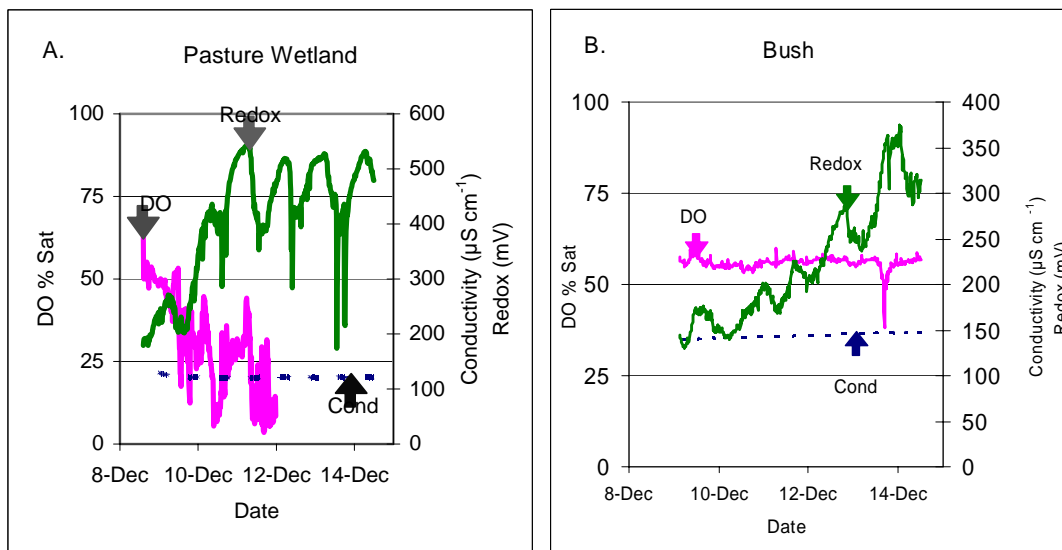 A.
Pasture Wetland
Redox
DO
Cond
100
75
50
25
0
DO % Sat
600
500
400
300
200
100
0
Conductivity (µS cm⁻¹)
Redox (mV)
8-Dec 10-Dec 12-Dec 14-Dec
Date
B.
Bush
Redox
DO
Cond
100
75
50
25
0
DO % Sat
400
350
300
250
200
150
100
50
0
Conductivity (µS cm ⁻¹)
Redox (mV)
8-Dec 10-Dec 12-Dec 14-Dec
Date